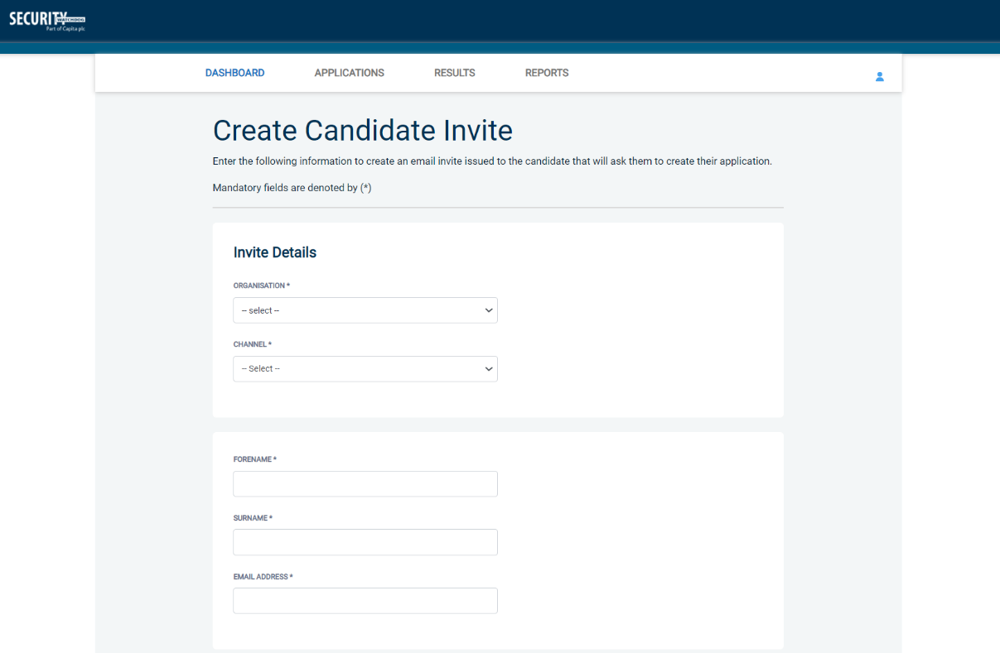 SECURITY
WATCHDOG
Part of Capita plc
DASHBOARD APPLICATIONS RESULTS REPORTS
Create Candidate Invite
Enter the following information to create an email invite issued to the candidate that will ask them to create their application.
Mandatory fields are denoted by (*)
Invite Details
ORGANISATION *
-- select --
CHANNEL *
-- Select --
FORENAME *
SURNAME *
EMAIL ADDRESS *